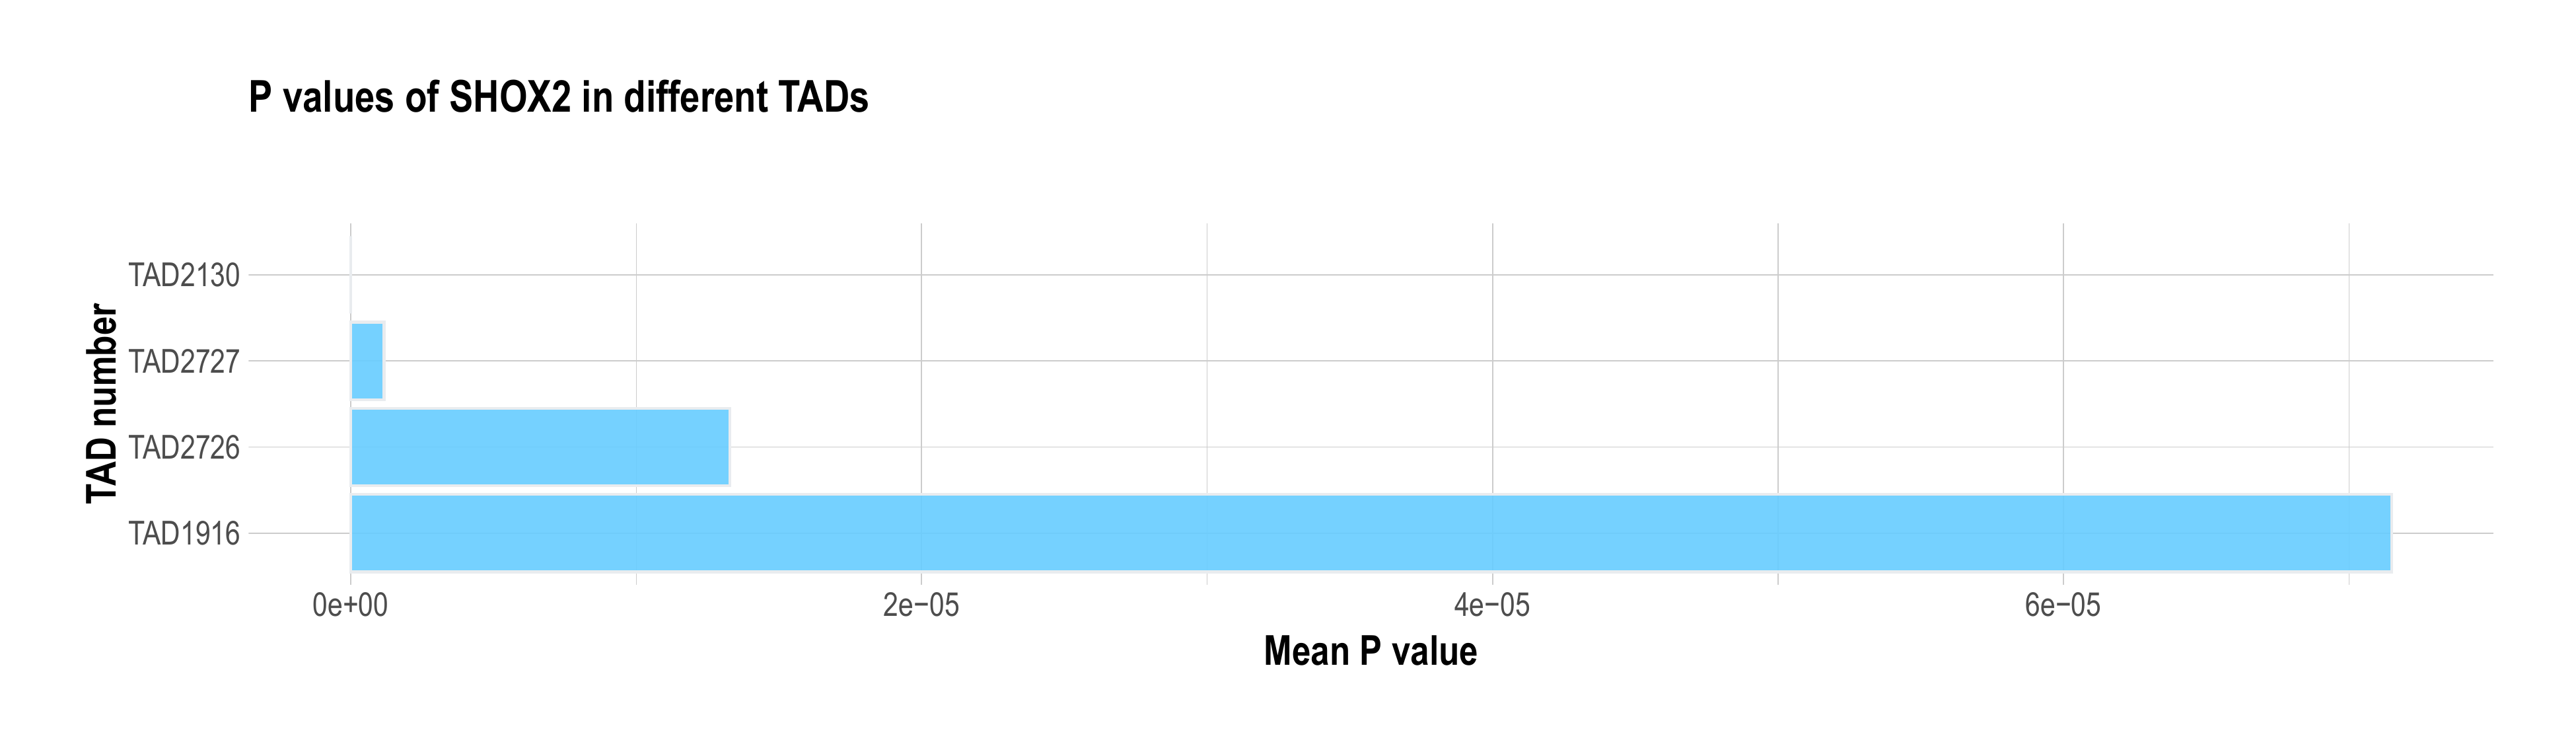 P values of SHOX2 in different TADs
TAD number
TAD2130
TAD2727
TAD2726
TAD1916
0e+00 2e−05 4e−05 6e−05
Mean P value